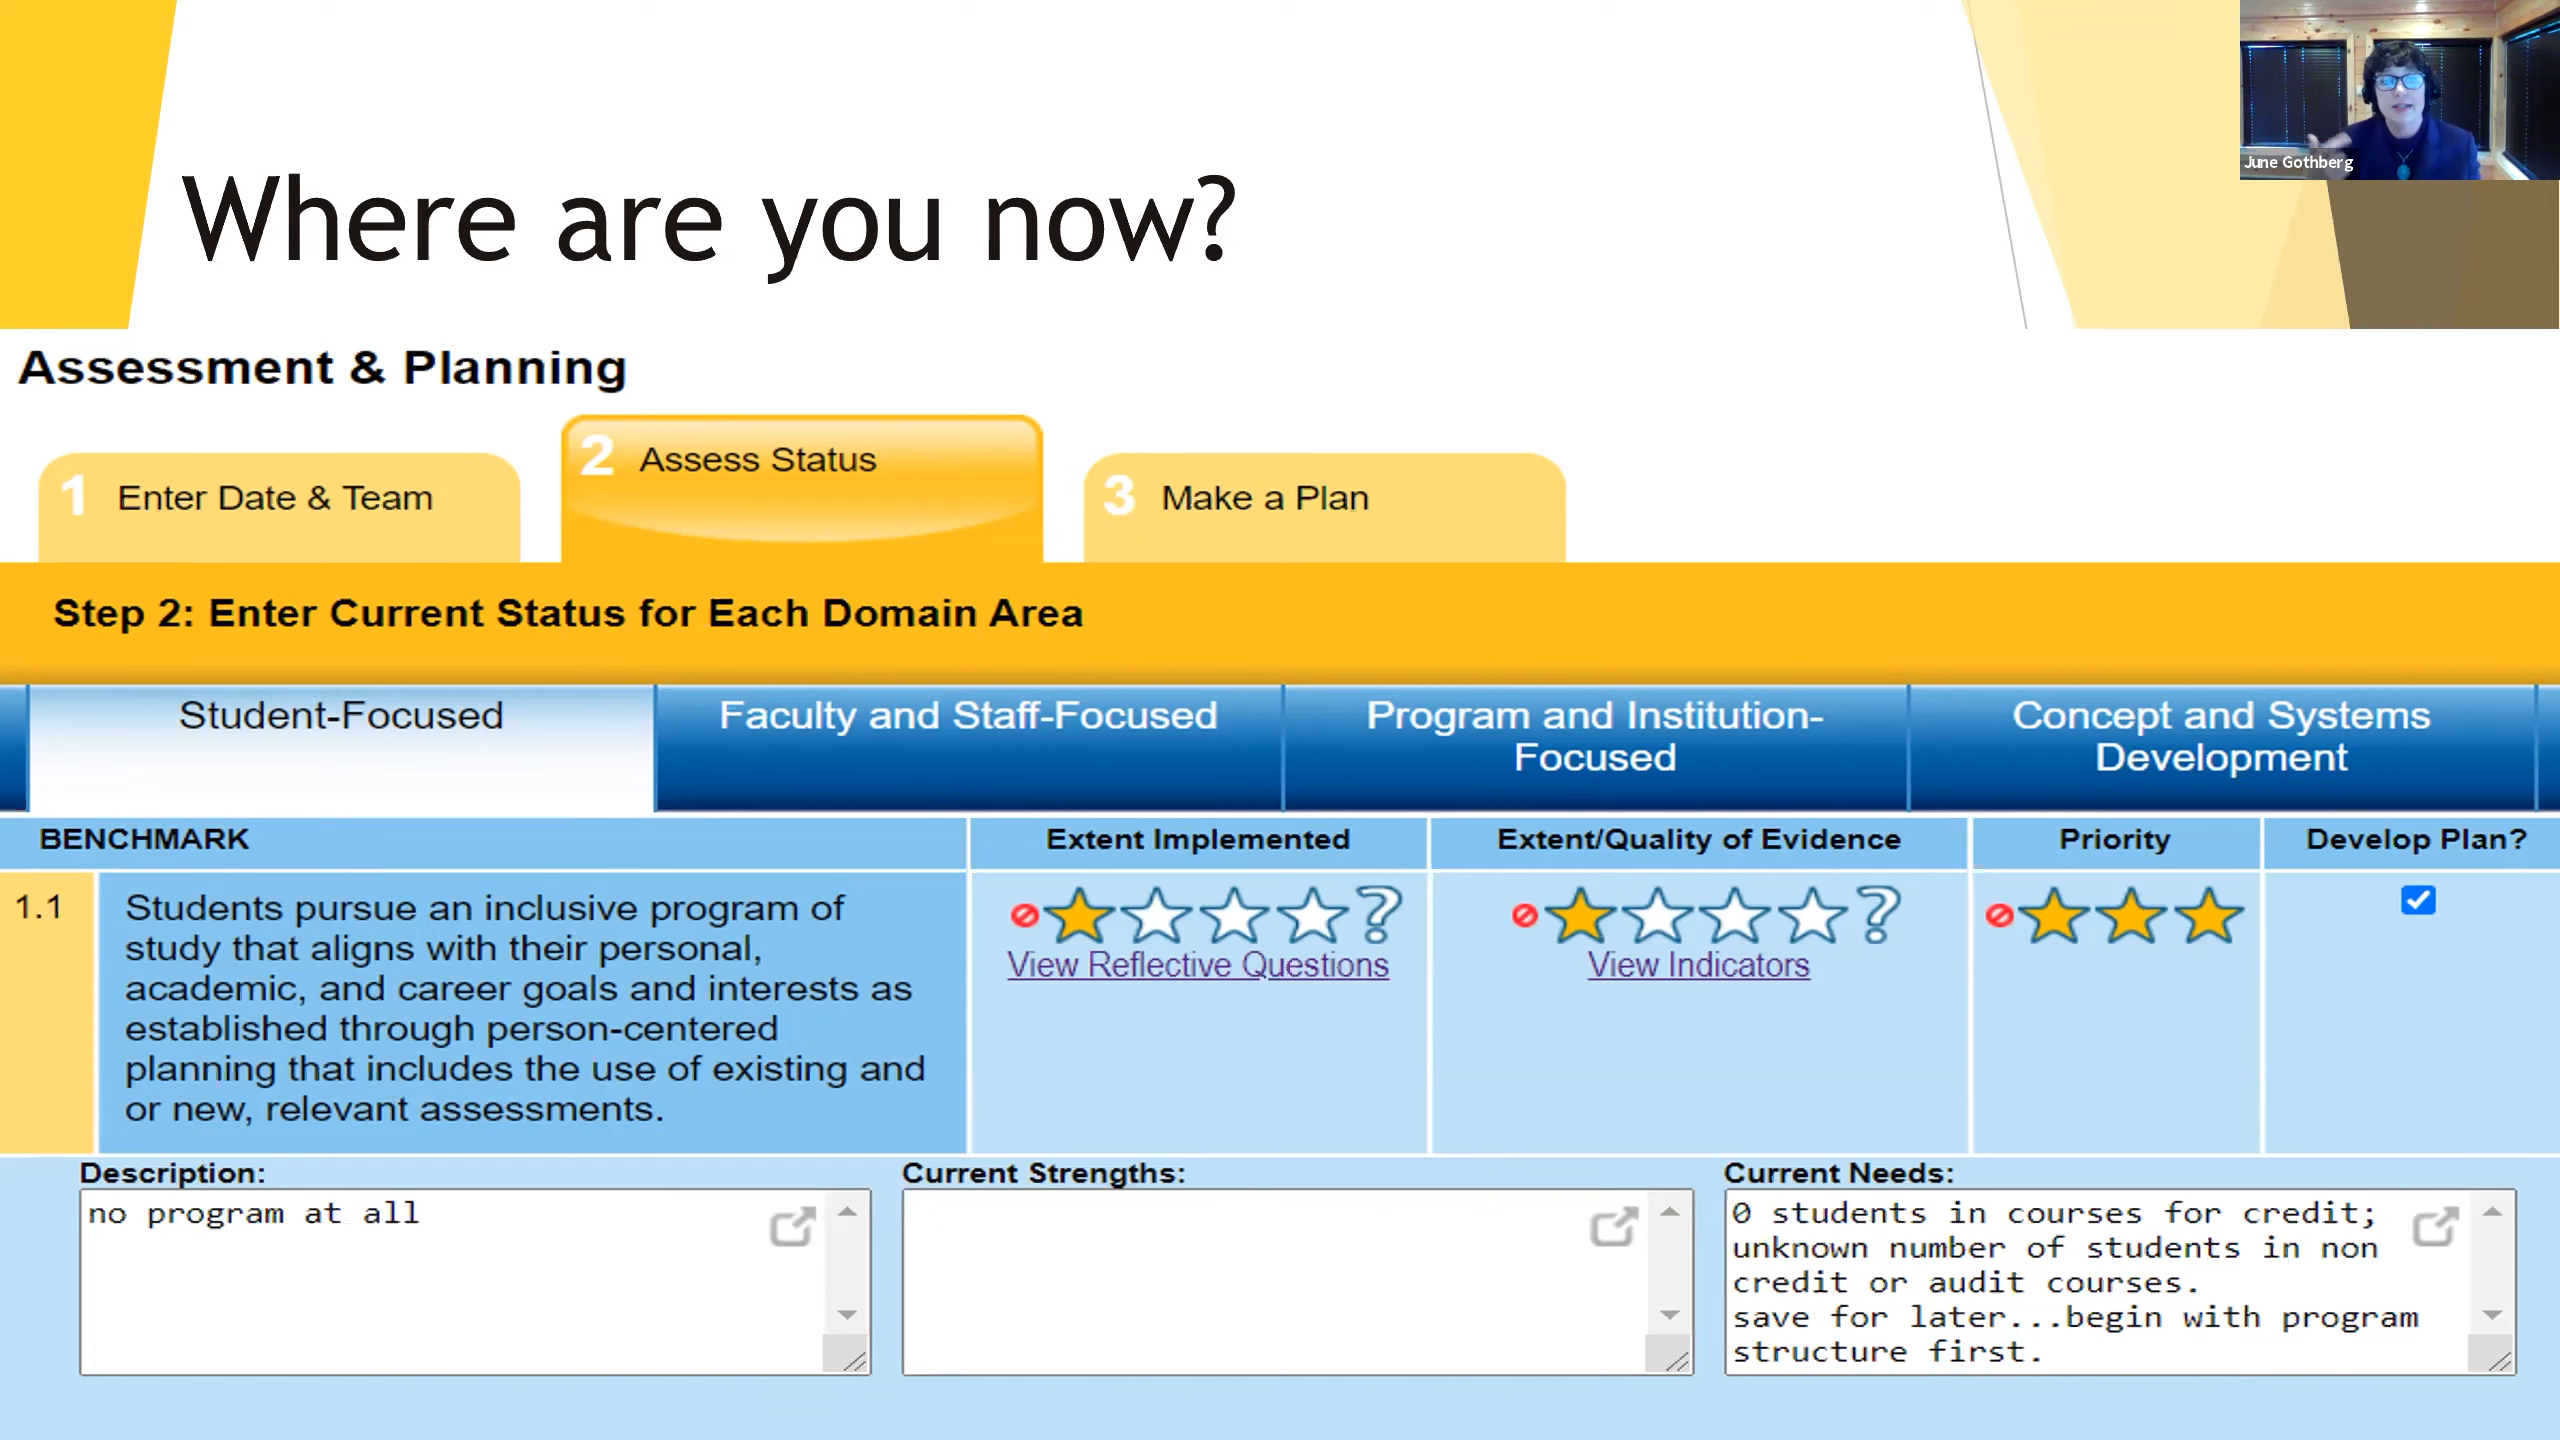 June Gothberg
Where are you now?
Assessment & Planning
1 Enter Date & Team
2 Assess Status
3 Make a Plan
Step 2: Enter Current Status for Each Domain Area
Student-Focused
Faculty and Staff-Focused
Program and Institution-
Focused
Concept and Systems
Development
BENCHMARK
Extent Implemented
Extent/Quality of Evidence
Priority
Develop Plan?
1.1
Students pursue an inclusive program of
study that aligns with their personal,
academic, and career goals and interests as
established through person-centered
planning that includes the use of existing and
or new, relevant assessments.
?
View Reflective Questions
?
View Indicators
Description:
no program at all
Current Strengths:
Current Needs:
0 students in courses for credit;
unknown number of students in non
credit or audit courses.
save for later...begin with program
structure first.